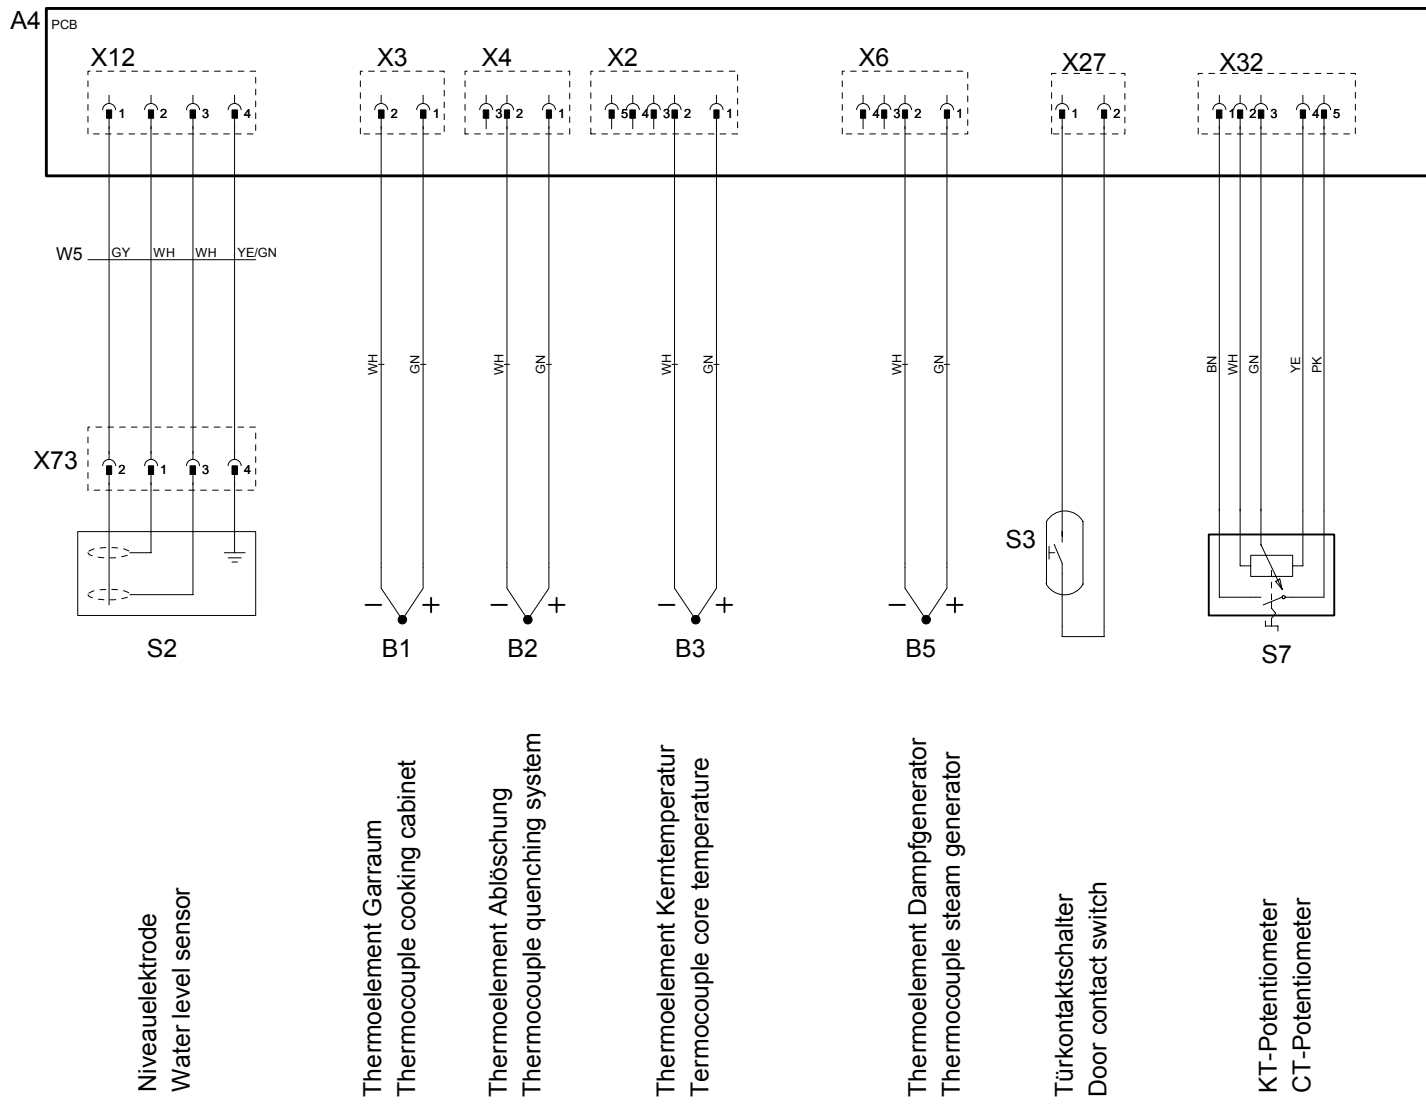 A4 PCB
X12 X3 X4 X2 X6 X27 X32
1 2 3 4 2 1 3 2 1 5 4 3 2 1 4 3 2 1 1 2 1 2 3 4 5
W5 GY WH WH YE/GN
WH GN WH GN WH GN WH GN BN WH GN YE PK
X73 2 1 3 4
S3
− + − + − + − +
S2 B1 B2 B3 B5 S7
Niveauelektrode
Water level sensor
Thermoelement Garraum
Thermocouple cooking cabinet
Thermoelement Ablöschung
Thermocouple quenching system
Thermoelement Kerntemperatur
Termocouple core temperature
Thermoelement Dampfgenerator
Thermocouple steam generator
Türkontaktschalter
Door contact switch
KT-Potentiometer
CT-Potentiometer